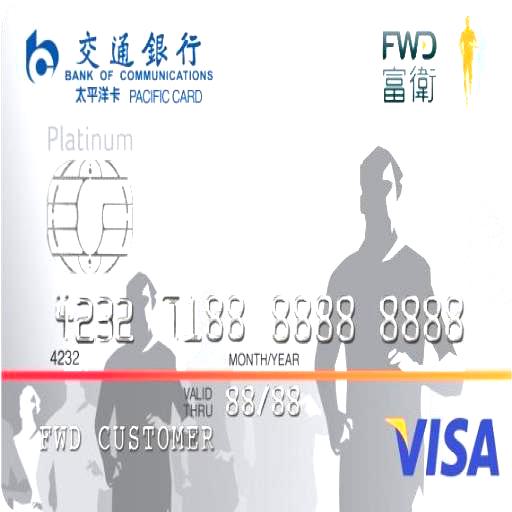 交通銀行
BANK OF COMMUNICATIONS
太平洋卡 PACIFIC CARD
FWD
富衛
Platinum
4232 1188 8888 8888
4232
MONTH/YEAR
VALID THRU 88/88
FWD CUSTOMER
VISA